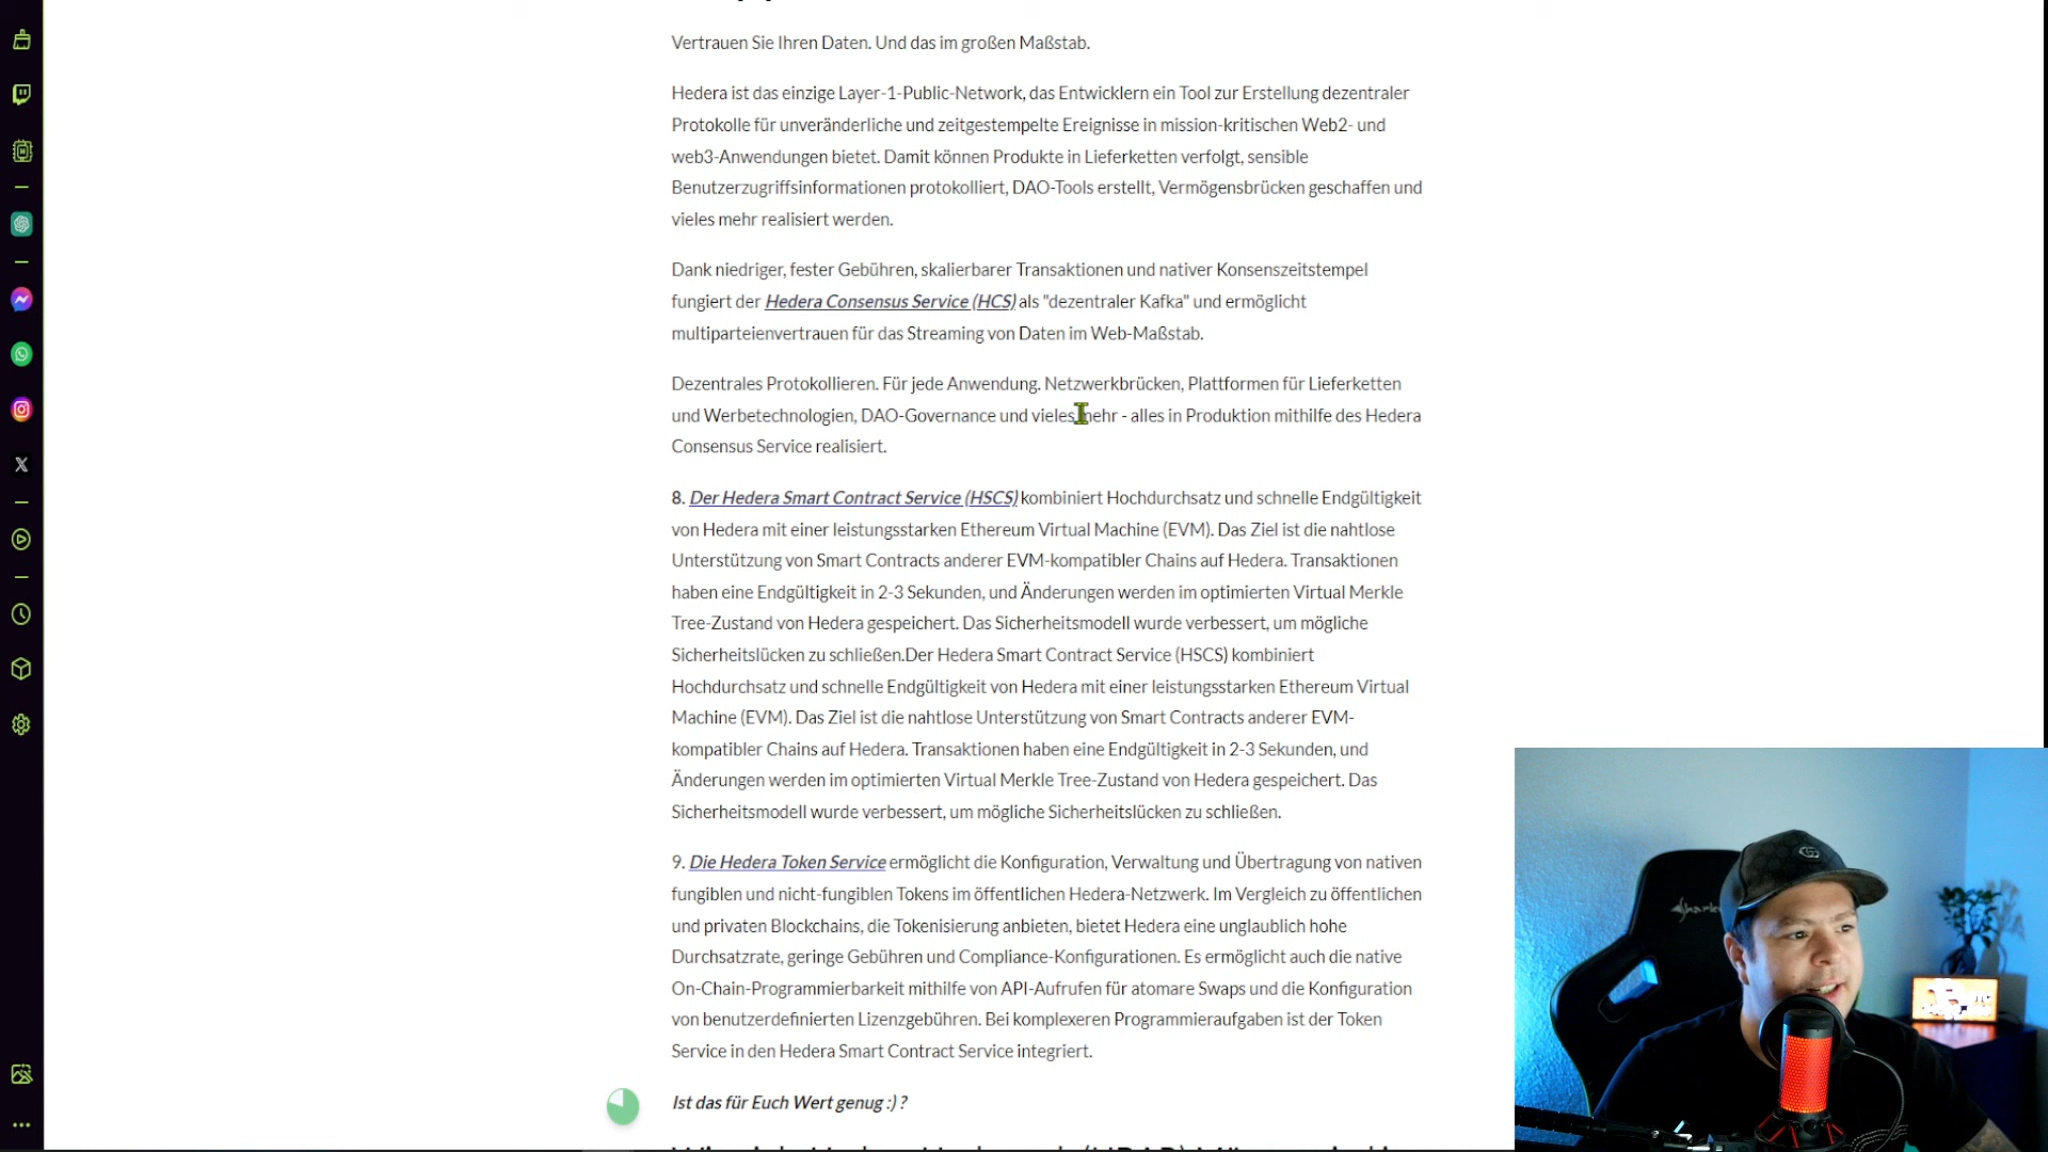 Vertrauen Sie Ihren Daten. Und das im großen Maßstab.
Hedera ist das einzige Layer-1-Public-Network, das Entwicklern ein Tool zur Erstellung dezentraler
Protokolle für unveränderliche und zeitgestempelte Ereignisse in mission-kritischen Web2- und
web3-Anwendungen bietet. Damit können Produkte in Lieferketten verfolgt, sensible
Benutzerzugriffsinformationen protokolliert, DAO-Tools erstellt, Vermögensbrücken geschaffen und
vieles mehr realisiert werden.
Dank niedriger, fester Gebühren, skalierbarer Transaktionen und nativer Konsenszeitstempel
fungiert der Hedera Consensus Service (HCS) als "dezentraler Kafka" und ermöglicht
multiparteienvertrauen für das Streaming von Daten im Web-Maßstab.
Dezentrales Protokollieren. Für jede Anwendung. Netzwerkbrücken, Plattformen für Lieferketten
und Werbetechnologien, DAO-Governance und vieles mehr - alles in Produktion mithilfe des Hedera
Consensus Service realisiert.
8. Der Hedera Smart Contract Service (HSCS) kombiniert Hochdurchsatz und schnelle Endgültigkeit
von Hedera mit einer leistungsstarken Ethereum Virtual Machine (EVM). Das Ziel ist die nahtlose
Unterstützung von Smart Contracts anderer EVM-kompatibler Chains auf Hedera. Transaktionen
haben eine Endgültigkeit in 2-3 Sekunden, und Änderungen werden im optimierten Virtual Merkle
Tree-Zustand von Hedera gespeichert. Das Sicherheitsmodell wurde verbessert, um mögliche
Sicherheitslücken zu schließen.Der Hedera Smart Contract Service (HSCS) kombiniert
Hochdurchsatz und schnelle Endgültigkeit von Hedera mit einer leistungsstarken Ethereum Virtual
Machine (EVM). Das Ziel ist die nahtlose Unterstützung von Smart Contracts anderer EVM-
kompatibler Chains auf Hedera. Transaktionen haben eine Endgültigkeit in 2-3 Sekunden, und
Änderungen werden im optimierten Virtual Merkle Tree-Zustand von Hedera gespeichert. Das
Sicherheitsmodell wurde verbessert, um mögliche Sicherheitslücken zu schließen.
9. Die Hedera Token Service ermöglicht die Konfiguration, Verwaltung und Übertragung von nativen
fungiblen und nicht-fungiblen Tokens im öffentlichen Hedera-Netzwerk. Im Vergleich zu öffentlichen
und privaten Blockchains, die Tokenisierung anbieten, bietet Hedera eine unglaublich hohe
Durchsatzrate, geringe Gebühren und Compliance-Konfigurationen. Es ermöglicht auch die native
On-Chain-Programmierbarkeit mithilfe von API-Aufrufen für atomare Swaps und die Konfiguration
von benutzerdefinierten Lizenzgebühren. Bei komplexeren Programmieraufgaben ist der Token
Service in den Hedera Smart Contract Service integriert.
Ist das für Euch Wert genug :) ?